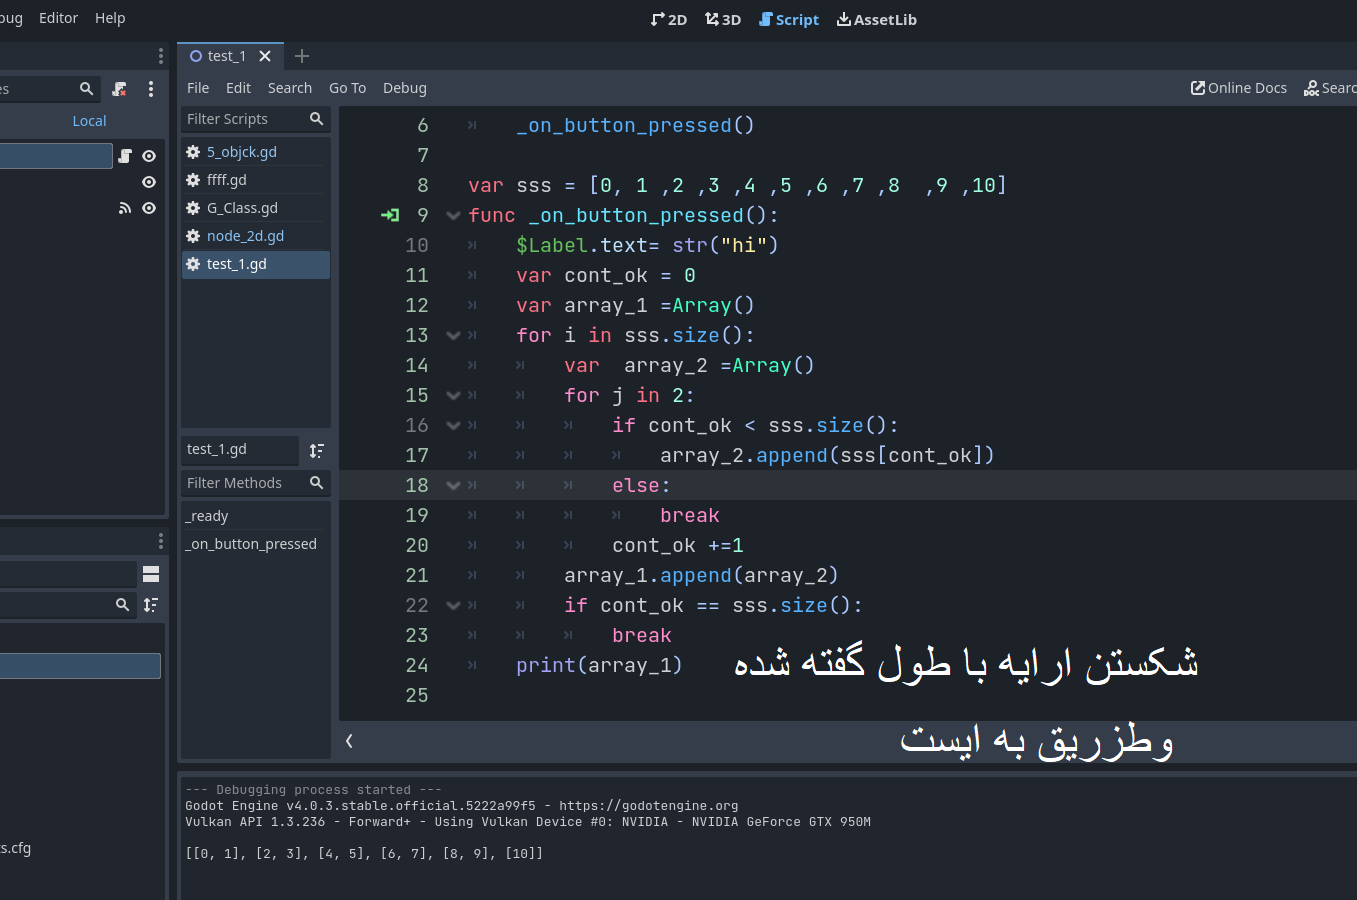 bug Editor Help
2D 3D Script AssetLib
test_1
es
File Edit Search Go To Debug
Online Docs Searc
Local
Filter Scripts
5_objck.gd
ffff.gd
G_Class.gd
node_2d.gd
test_1.gd
test_1.gd
Filter Methods
_ready
_on_button_pressed
6 _on_button_pressed()
7
8 var sss = [0, 1 ,2 ,3 ,4 ,5 ,6 ,7 ,8  ,9 ,10]
9 func _on_button_pressed():
10 $Label.text= str("hi")
11 var cont_ok = 0
12 var array_1 =Array()
13 for i in sss.size():
14 var  array_2 =Array()
15 for j in 2:
16 if cont_ok < sss.size():
17 array_2.append(sss[cont_ok])
18 else:
19 break
20 cont_ok +=1
21 array_1.append(array_2)
22 if cont_ok == sss.size():
23 break
24 print(array_1)
25
شکستن ارایه با طول گفته شده
وطزریق به ایست
--- Debugging process started ---
Godot Engine v4.0.3.stable.official.5222a99f5 - https://godotengine.org
Vulkan API 1.3.236 - Forward+ - Using Vulkan Device #0: NVIDIA - NVIDIA GeForce GTX 950M
[[0, 1], [2, 3], [4, 5], [6, 7], [8, 9], [10]]
s.cfg